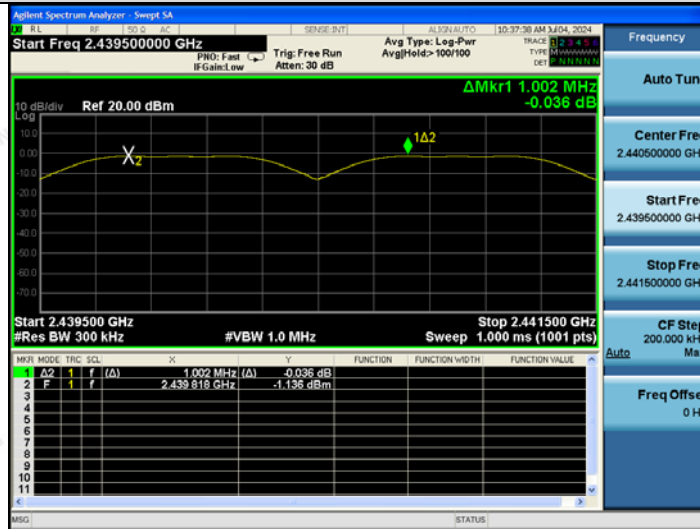 Agilent Spectrum Analyzer - Swept SA
RL RF 50 Ω AC SENSE:INT ALIGN AUTO 10:37:38 AM Jul 04, 2024
Start Freq 2.439500000 GHz
PNO: Fast
IFGain:Low
Trig: Free Run
Atten: 30 dB
Avg Type: Log-Pwr
Avg|Hold:>100/100
TRACE 1 2 3 4 5 6
TYPE M
DET P N N N N N
ΔMkr1 1.002 MHz
-0.036 dB
10 dB/div Ref 20.00 dBm
Log
10.0
0.00
-10.0
-20.0
-30.0
-40.0
-50.0
-60.0
-70.0
1Δ2
2
Start 2.439500 GHz Stop 2.441500 GHz
#Res BW 300 kHz #VBW 1.0 MHz Sweep 1.000 ms (1001 pts)
MKR MODE TRC SCL X Y FUNCTION FUNCTION WIDTH FUNCTION VALUE
1 Δ2 1 f (Δ) 1.002 MHz (Δ) -0.036 dB
2 F 1 f 2.439 818 GHz -1.136 dBm
3
4
5
6
7
8
9
10
11
MSG STATUS
Frequency
Auto Tun
Center Fre
2.440500000 GH
Start Fre
2.439500000 GH
Stop Fre
2.441500000 GH
CF Ste
200.000 kH
Auto Ma
Freq Offse
0 H